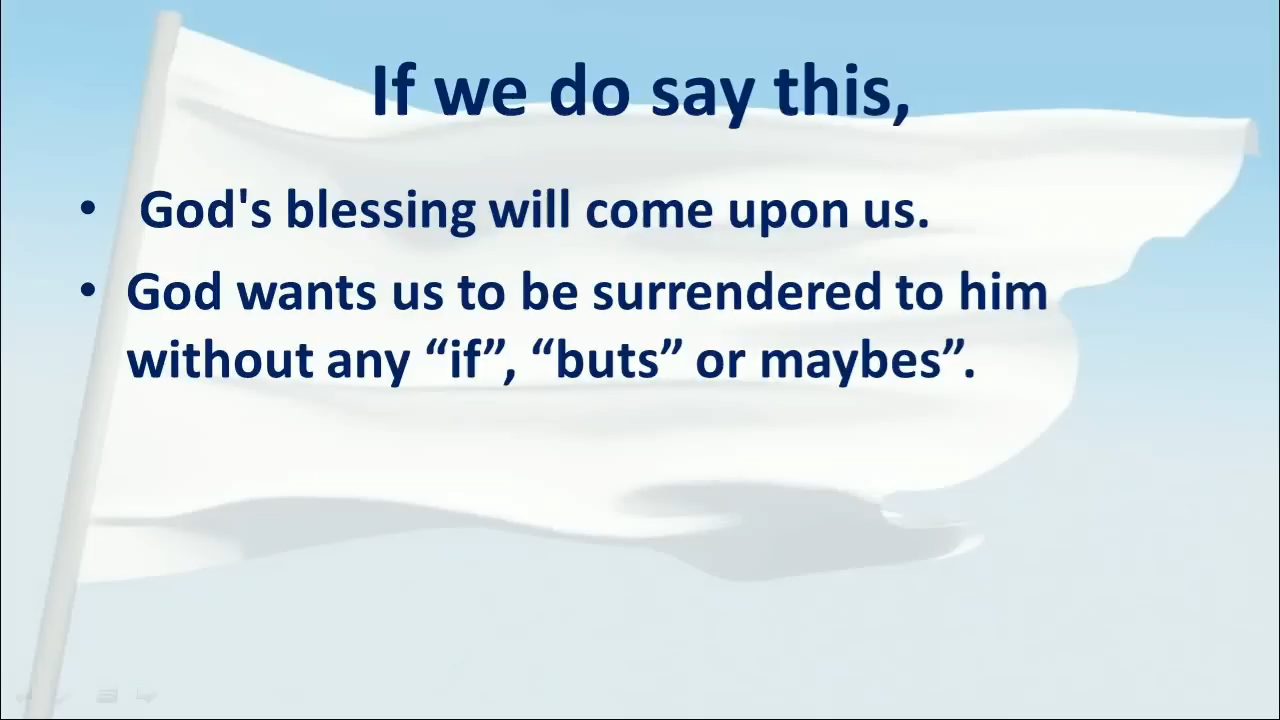 If we do say this,
• God's blessing will come upon us.
• God wants us to be surrendered to him
without any “if”, “buts” or maybes”.